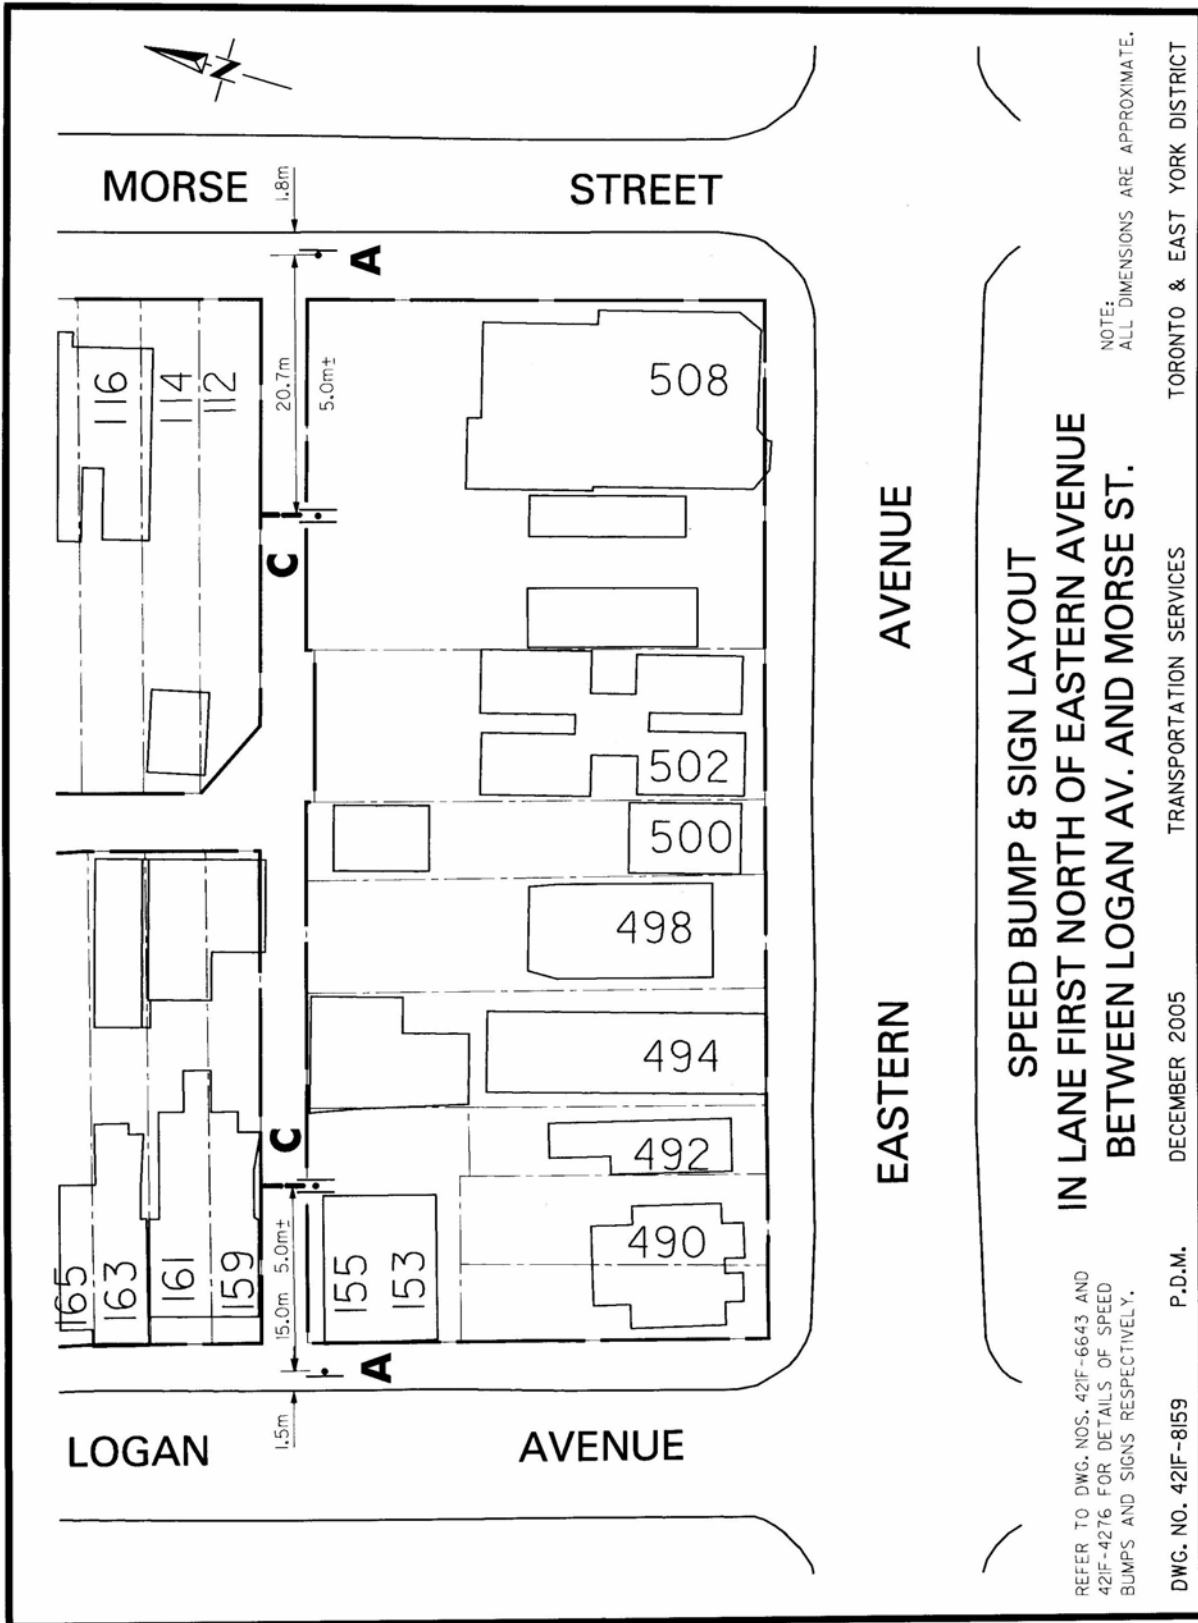 LOGAN
AVENUE
MORSE
STREET
1.5m
1.8m
N
165
163
161
159
116
114
112
15.0m
5.0m±
20.7m
5.0m±
A
C
C
A
155
153
490
492
494
498
500
502
508
EASTERN
AVENUE
SPEED BUMP & SIGN LAYOUT
IN LANE FIRST NORTH OF EASTERN AVENUE
BETWEEN LOGAN AV. AND MORSE ST.
REFER TO DWG. NOS. 421F-6643 AND
421F-4276 FOR DETAILS OF SPEED
BUMPS AND SIGNS RESPECTIVELY.
NOTE:
ALL DIMENSIONS ARE APPROXIMATE.
DWG. NO. 421F-8159 P.D.M. DECEMBER 2005 TRANSPORTATION SERVICES TORONTO & EAST YORK DISTRICT